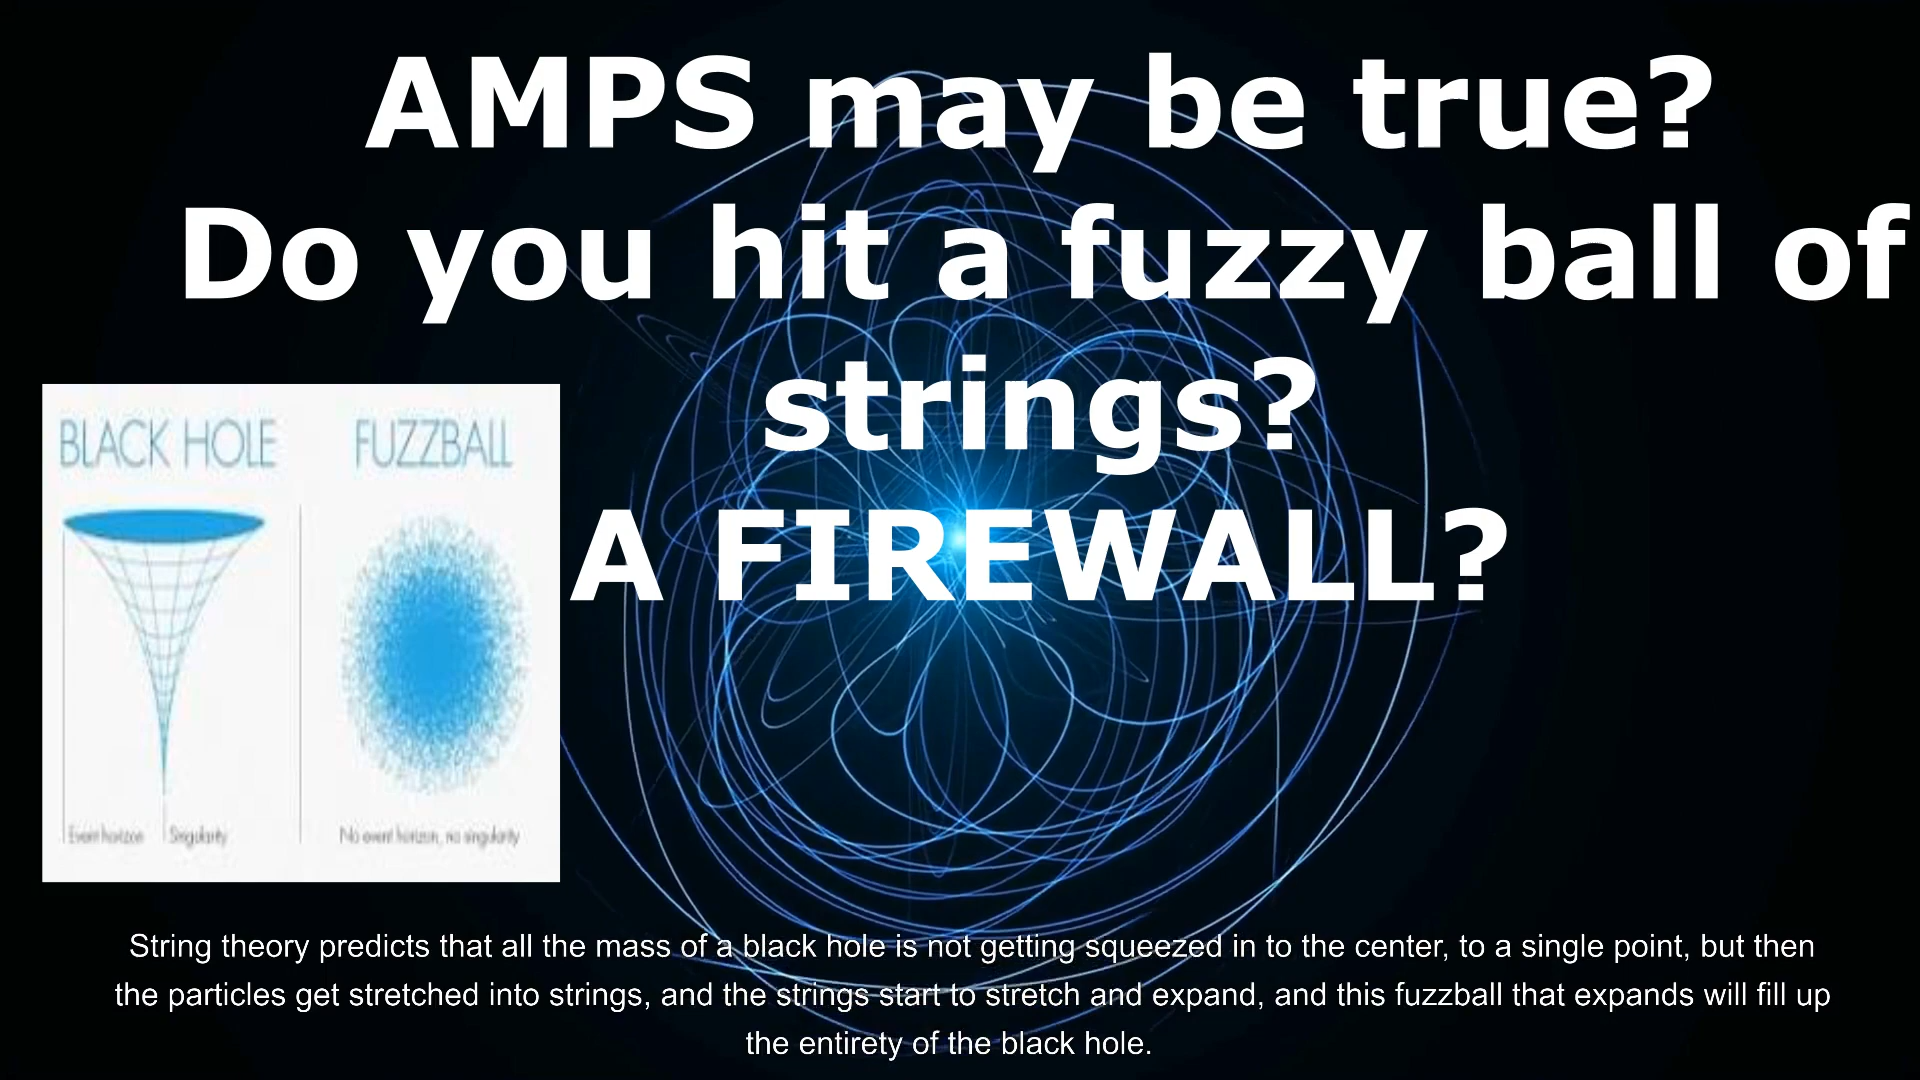 AMPS may be true?
Do you hit a fuzzy ball of
strings?
A FIREWALL?
BLACK HOLE
FUZZBALL
Event horizon
Singularity
No event horizon, no singularity
String theory predicts that all the mass of a black hole is not getting squeezed in to the center, to a single point, but then
the particles get stretched into strings, and the strings start to stretch and expand, and this fuzzball that expands will fill up
the entirety of the black hole.